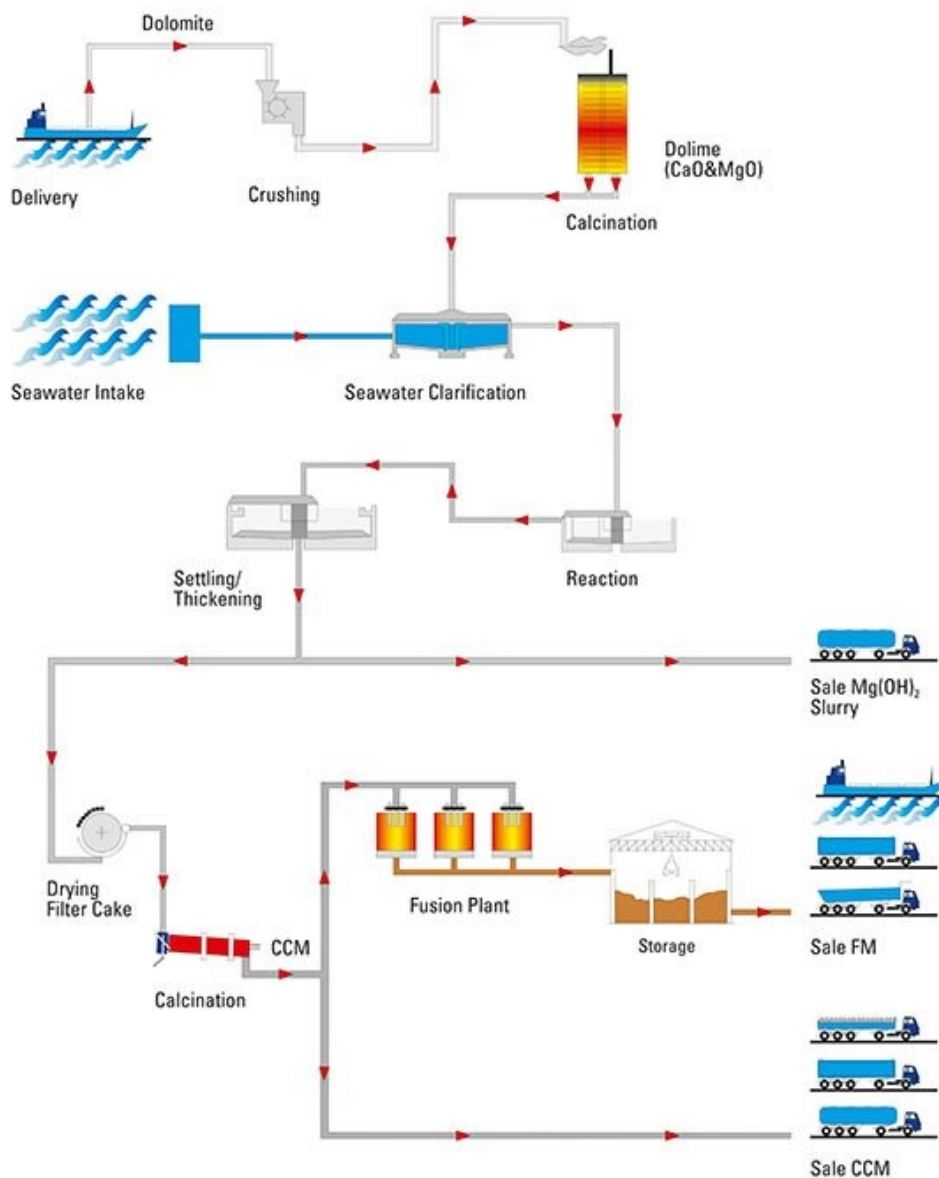 Dolomite
Delivery
Crushing
Dolime
(CaO&MgO)
Calcination
Seawater Intake
Seawater Clarification
Settling/
Thickening
Reaction
Sale Mg(OH)₂
Slurry
Drying
Filter Cake
CCM
Calcination
Fusion Plant
Storage
Sale FM
Sale CCM